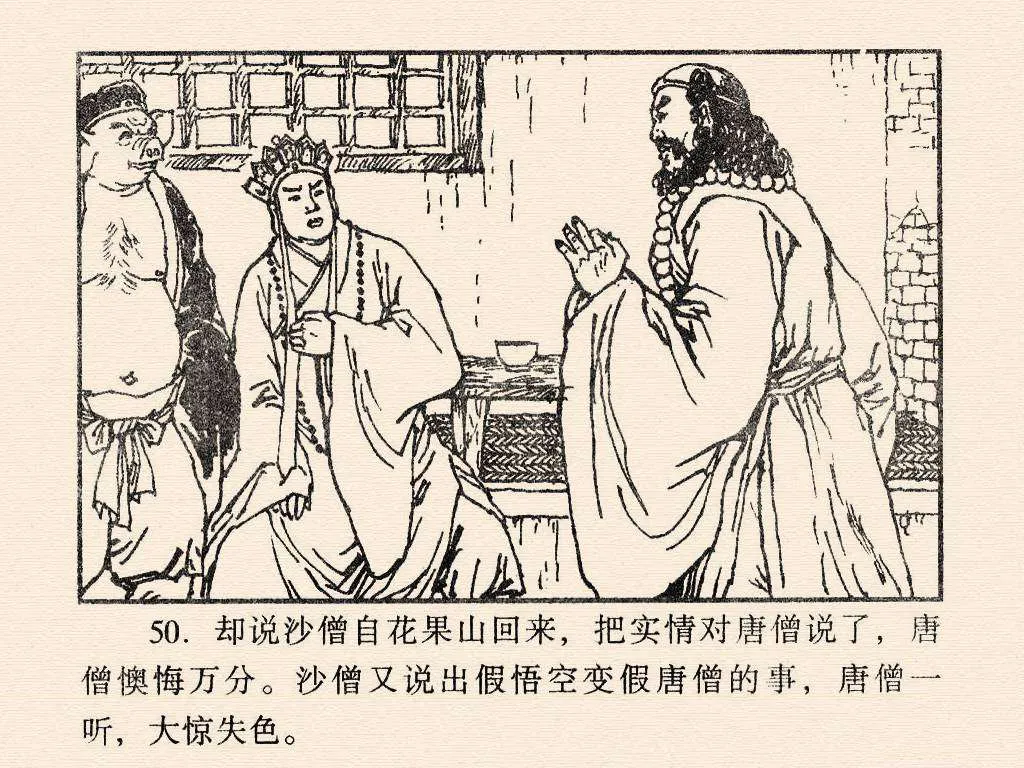 50. 却说沙僧自花果山回来，把实情对唐僧说了，唐
僧懊悔万分。沙僧又说出假悟空变假唐僧的事，唐僧一
听，大惊失色。